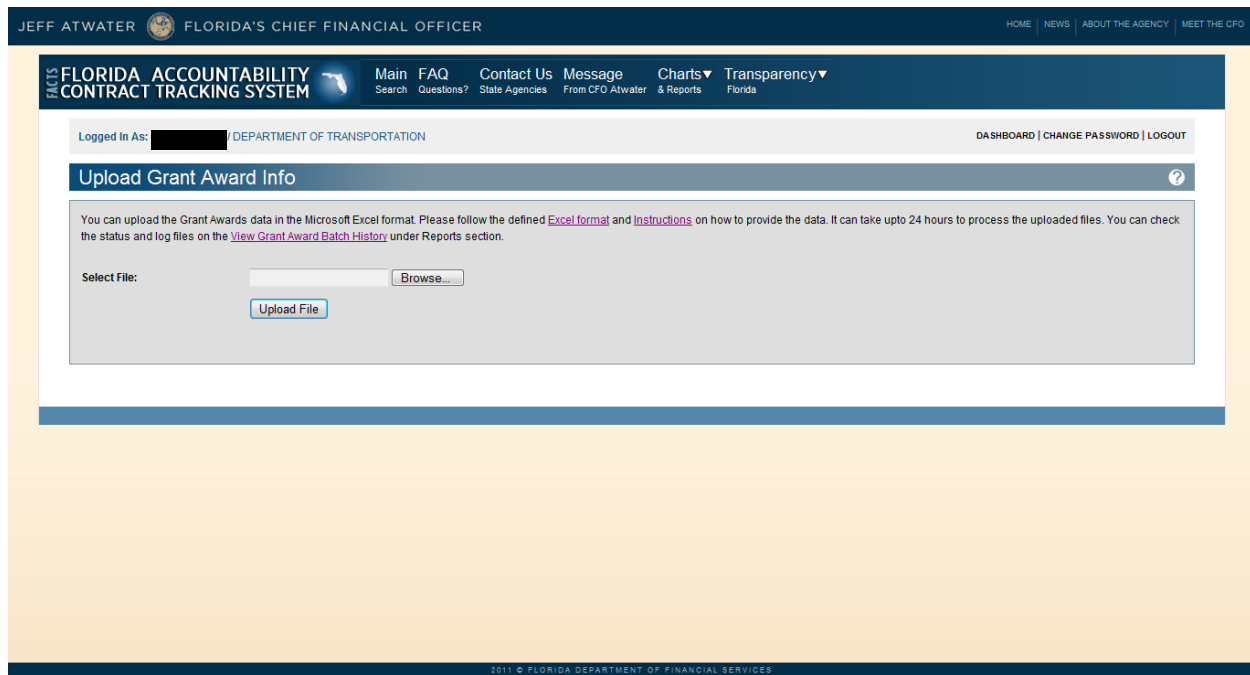 JEFF ATWATER FLORIDA'S CHIEF FINANCIAL OFFICER
HOME | NEWS | ABOUT THE AGENCY | MEET THE CFO
FACTS
FLORIDA ACCOUNTABILITY
CONTRACT TRACKING SYSTEM
Main FAQ Contact Us Message Charts▼ Transparency▼
Search Questions? State Agencies From CFO Atwater & Reports Florida
Logged In As: / DEPARTMENT OF TRANSPORTATION
DASHBOARD | CHANGE PASSWORD | LOGOUT
Upload Grant Award Info ?
You can upload the Grant Awards data in the Microsoft Excel format. Please follow the defined Excel format and Instructions on how to provide the data. It can take upto 24 hours to process the uploaded files. You can check
the status and log files on the View Grant Award Batch History under Reports section.
Select File: Browse...
Upload File
2011 © FLORIDA DEPARTMENT OF FINANCIAL SERVICES